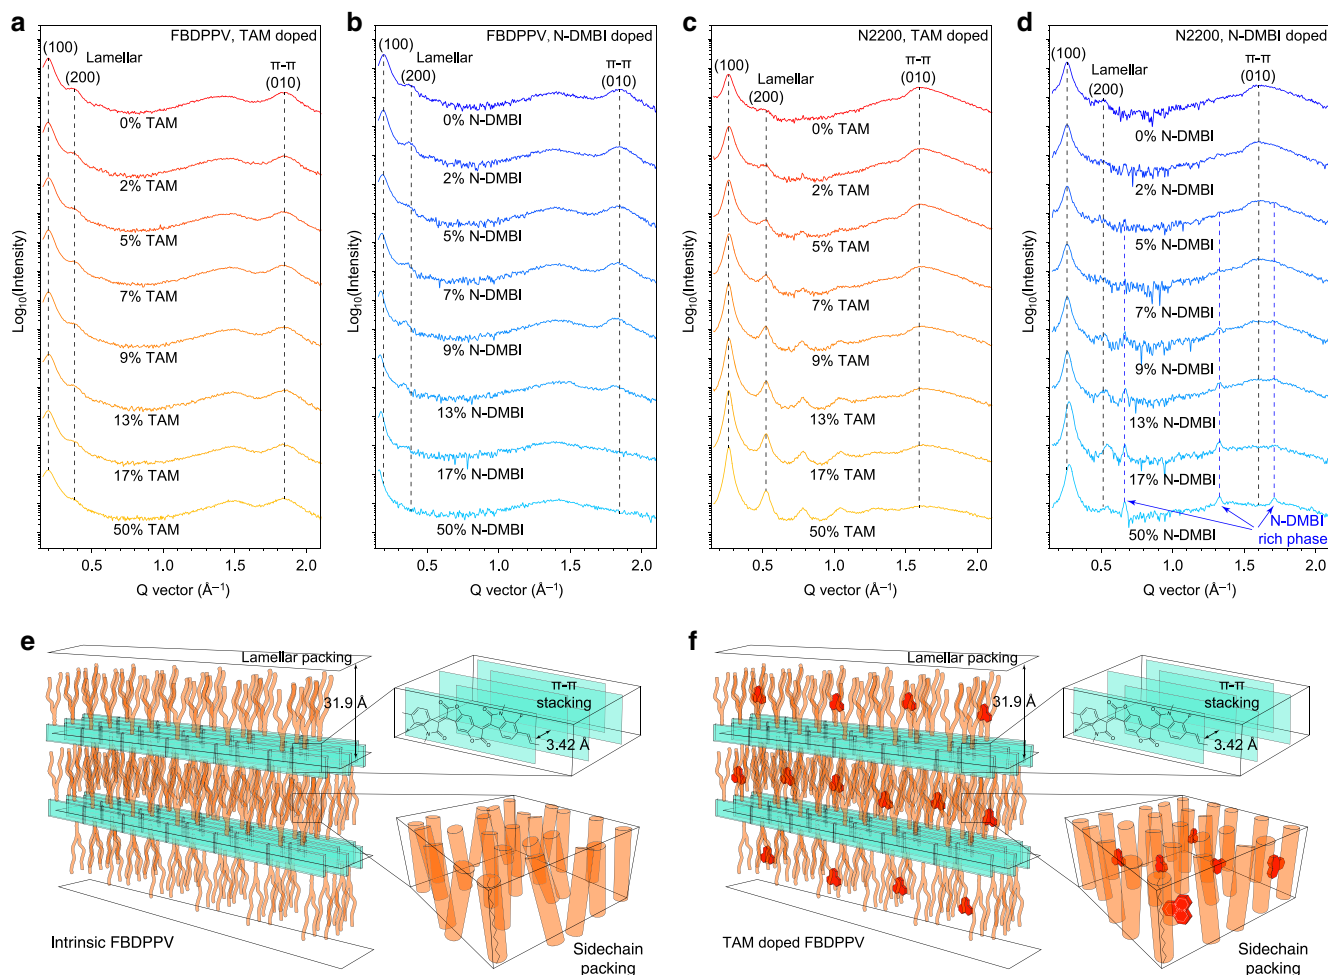 a
FBDPPV, TAM doped
(100)
Lamellar
(200)
π-π
(010)
0% TAM
2% TAM
5% TAM
7% TAM
9% TAM
13% TAM
17% TAM
50% TAM
Log10(Intensity)
0.5
1.0
1.5
2.0
Q vector (Å–1)
b
FBDPPV, N-DMBI doped
(100)
Lamellar
(200)
π-π
(010)
0% N-DMBI
2% N-DMBI
5% N-DMBI
7% N-DMBI
9% N-DMBI
13% N-DMBI
17% N-DMBI
50% N-DMBI
Log10(Intensity)
0.5
1.0
1.5
2.0
Q vector (Å–1)
c
N2200, TAM doped
(100)
Lamellar
(200)
π-π
(010)
0% TAM
2% TAM
5% TAM
7% TAM
9% TAM
13% TAM
17% TAM
50% TAM
Log10(Intensity)
0.5
1.0
1.5
2.0
Q vector (Å–1)
d
N2200, N-DMBI doped
(100)
Lamellar
(200)
π-π
(010)
0% N-DMBI
2% N-DMBI
5% N-DMBI
7% N-DMBI
9% N-DMBI
13% N-DMBI
17% N-DMBI
50% N-DMBI
N-DMBI
rich phase
Log10(Intensity)
0.5
1.0
1.5
2.0
Q vector (Å–1)
e
Lamellar packing
31.9 Å
π-π
stacking
3.42 Å
Intrinsic FBDPPV
Sidechain
packing
f
Lamellar packing
31.9 Å
π-π
stacking
3.42 Å
TAM doped FBDPPV
Sidechain
packing